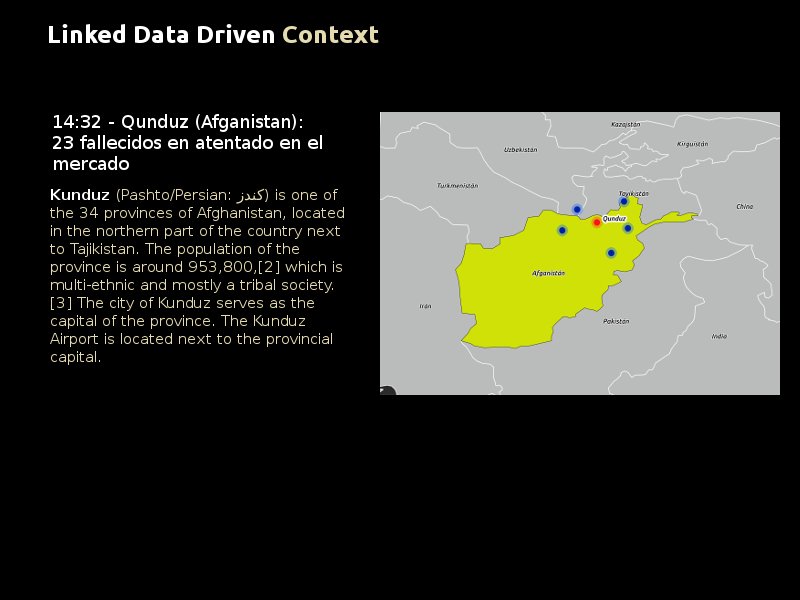 Linked Data Driven Context
14:32 - Qunduz (Afganistan):
23 fallecidos en atentado en el
mercado
Kunduz (Pashto/Persian: کندز) is one of
the 34 provinces of Afghanistan, located
in the northern part of the country next
to Tajikistan. The population of the
province is around 953,800,[2] which is
multi-ethnic and mostly a tribal society.
[3] The city of Kunduz serves as the
capital of the province. The Kunduz
Airport is located next to the provincial
capital.
Kazajstán
Kirguistán
Uzbekistán
Turkmenistán
Tayikistán
China
Qunduz
Afganistán
Irán
Pakistán
India